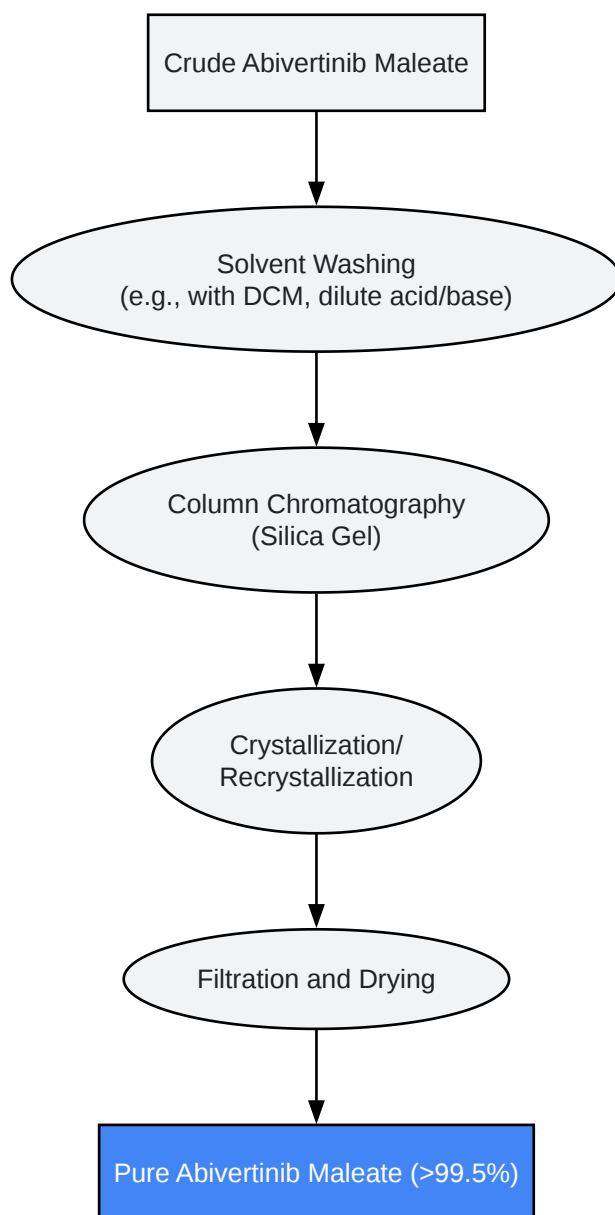 Crude Abivertinib Maleate
Solvent Washing
(e.g., with DCM, dilute acid/base)
Column Chromatography
(Silica Gel)
Crystallization/
Recrystallization
Filtration and Drying
Pure Abivertinib Maleate (>99.5%)